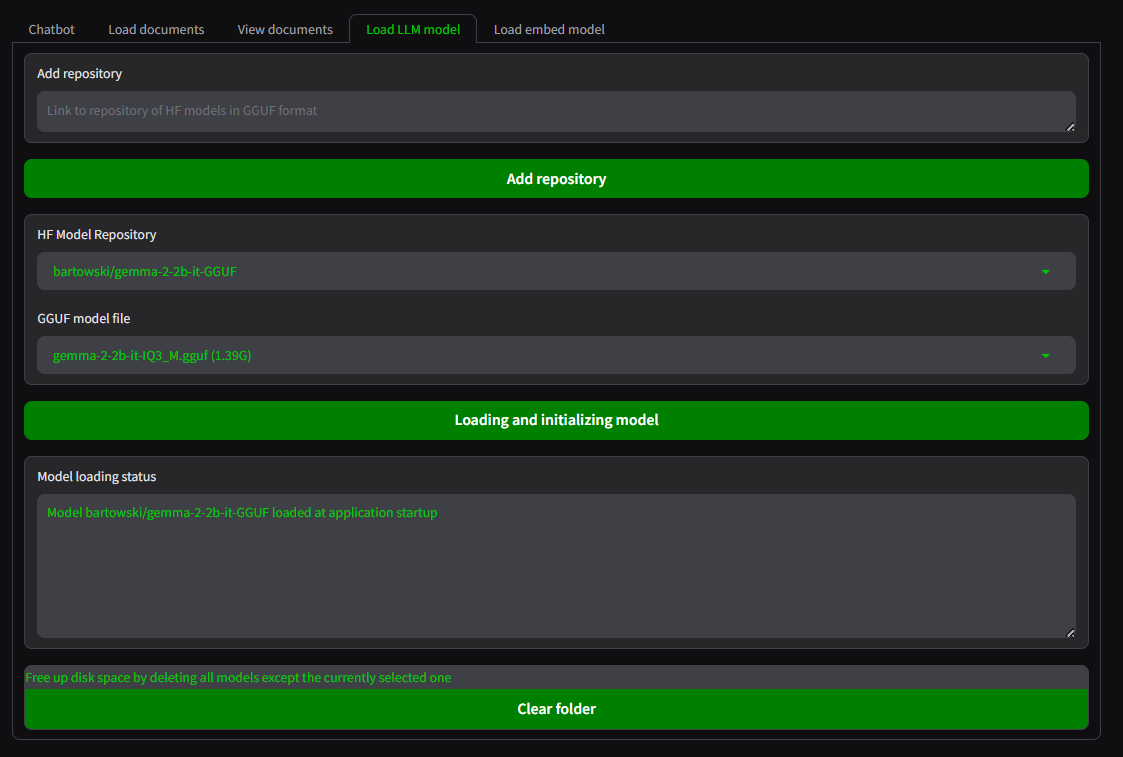 Chatbot Load documents View documents Load LLM model Load embed model
Add repository
Link to repository of HF models in GGUF format
Add repository
HF Model Repository
bartowski/gemma-2-2b-it-GGUF
GGUF model file
gemma-2-2b-it-IQ3_M.gguf (1.39G)
Loading and initializing model
Model loading status
Model bartowski/gemma-2-2b-it-GGUF loaded at application startup
Free up disk space by deleting all models except the currently selected one
Clear folder